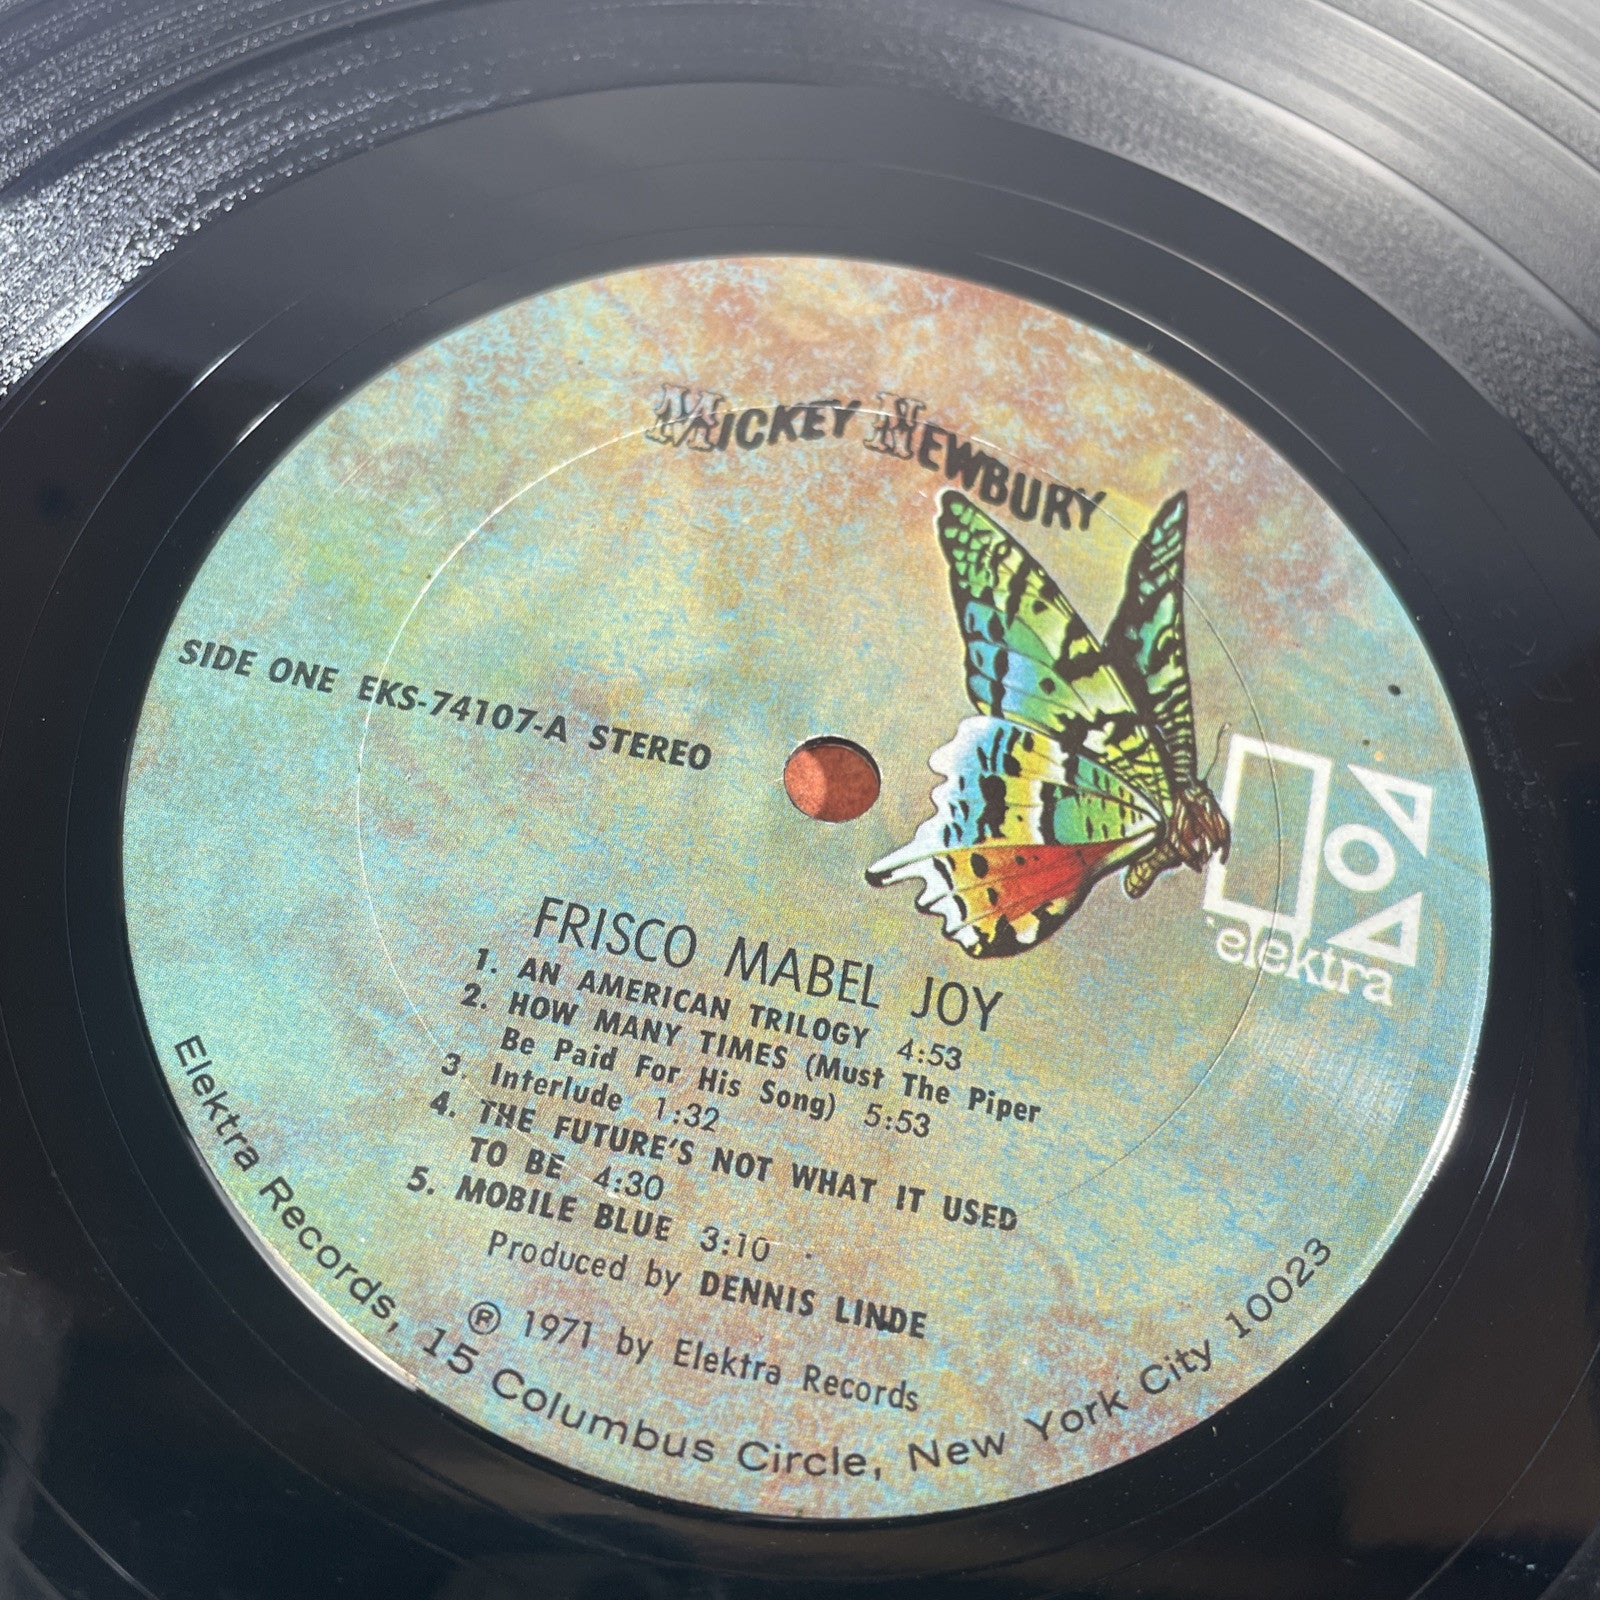 MICKEY NEWBURY
SIDE ONE EKS-74107-A STEREO
elektra
FRISCO MABEL JOY
1. AN AMERICAN TRILOGY 4:53
2. HOW MANY TIMES (Must The Piper
Be Paid For His Song) 5:53
3. Interlude 1:32
4. THE FUTURE'S NOT WHAT IT USED
TO BE 4:30
5. MOBILE BLUE 3:10
Produced by DENNIS LINDE
℗ 1971 by Elektra Records
Elektra Records, 15 Columbus Circle, New York City 10023